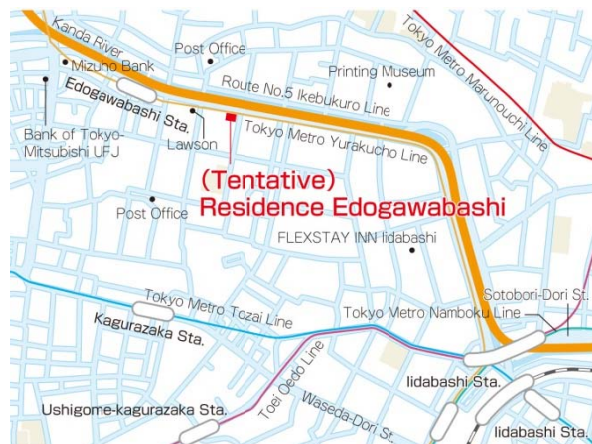 Kanda River
Post Office
Mizuho Bank
Tokyo Metro Marunouchi Line
Printing Museum
Route No.5 Ikebukuro Line
Edogawabashi Sta.
Bank of Tokyo-
Mitsubishi UFJ
Lawson
Tokyo Metro Yurakucho Line
(Tentative)
Residence Edogawabashi
Post Office
FLEXSTAY INN Iidabashi
Sotobori-Dori St.
Tokyo Metro Tozai Line
Tokyo Metro Namboku Line
Kagurazaka Sta.
Toei Oedo Line
Iidabashi Sta.
Waseda-Dori St.
Ushigome-kagurazaka Sta.
Iidabashi Sta.